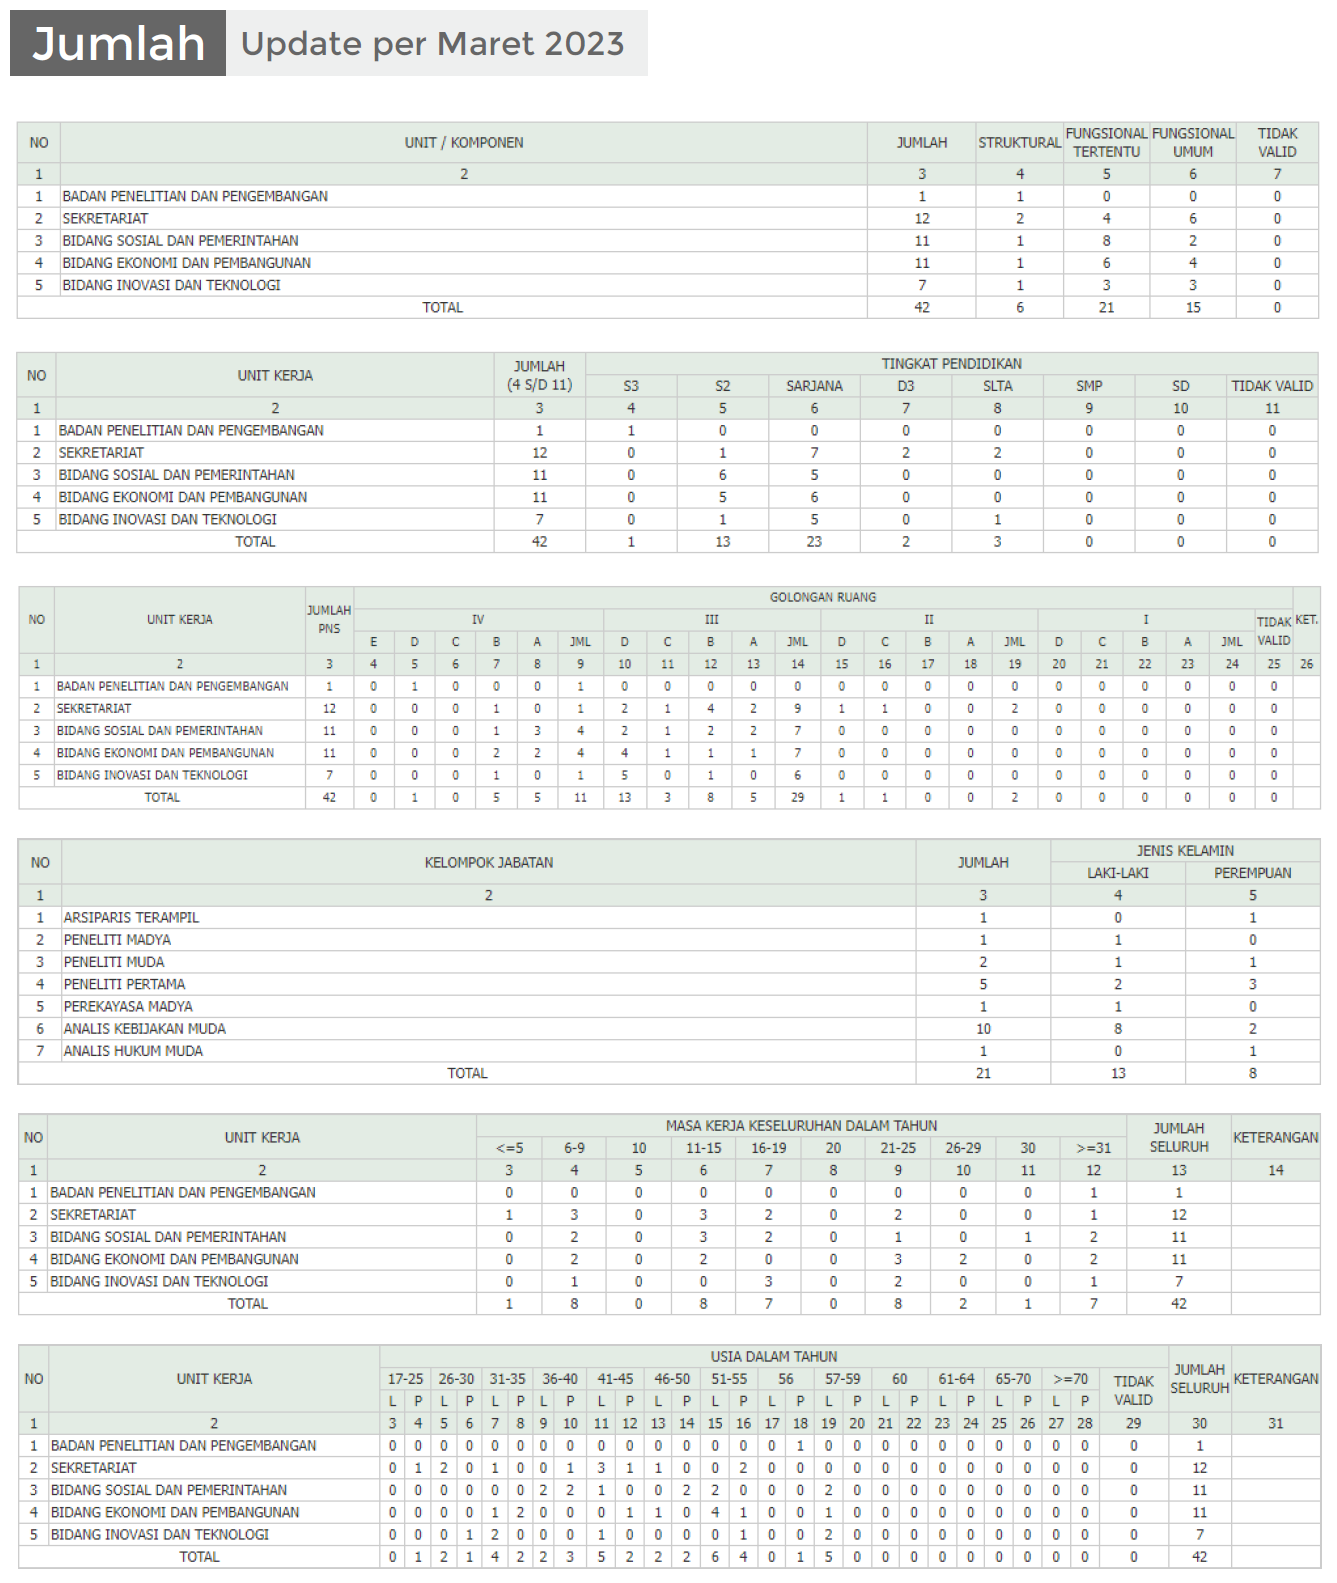 Jumlah Update per Maret 2023
NO UNIT / KOMPONEN JUMLAH STRUKTURAL FUNGSIONAL TERTENTU FUNGSIONAL UMUM TIDAK VALID
1 2 3 4 5 6 7
1 BADAN PENELITIAN DAN PENGEMBANGAN 1 1 0 0 0
2 SEKRETARIAT 12 2 4 6 0
3 BIDANG SOSIAL DAN PEMERINTAHAN 11 1 8 2 0
4 BIDANG EKONOMI DAN PEMBANGUNAN 11 1 6 4 0
5 BIDANG INOVASI DAN TEKNOLOGI 7 1 3 3 0
TOTAL 42 6 21 15 0
NO UNIT KERJA JUMLAH (4 S/D 11) TINGKAT PENDIDIKAN
S3 S2 SARJANA D3 SLTA SMP SD TIDAK VALID
1 2 3 4 5 6 7 8 9 10 11
1 BADAN PENELITIAN DAN PENGEMBANGAN 1 1 0 0 0 0 0 0 0
2 SEKRETARIAT 12 0 1 7 2 2 0 0 0
3 BIDANG SOSIAL DAN PEMERINTAHAN 11 0 6 5 0 0 0 0 0
4 BIDANG EKONOMI DAN PEMBANGUNAN 11 0 5 6 0 0 0 0 0
5 BIDANG INOVASI DAN TEKNOLOGI 7 0 1 5 0 1 0 0 0
TOTAL 42 1 13 23 2 3 0 0 0
NO UNIT KERJA JUMLAH PNS GOLONGAN RUANG
IV III II I TIDAK VALID KET.
E D C B A JML D C B A JML D C B A JML D C B A JML
1 2 3 4 5 6 7 8 9 10 11 12 13 14 15 16 17 18 19 20 21 22 23 24 25 26
1 BADAN PENELITIAN DAN PENGEMBANGAN 1 0 1 0 0 0 1 0 0 0 0 0 0 0 0 0 0 0 0 0 0 0 0
2 SEKRETARIAT 12 0 0 0 1 0 1 2 1 4 2 9 1 1 0 0 2 0 0 0 0 0 0
3 BIDANG SOSIAL DAN PEMERINTAHAN 11 0 0 0 1 3 4 2 1 2 2 7 0 0 0 0 0 0 0 0 0 0 0
4 BIDANG EKONOMI DAN PEMBANGUNAN 11 0 0 0 2 2 4 4 1 1 1 7 0 0 0 0 0 0 0 0 0 0 0
5 BIDANG INOVASI DAN TEKNOLOGI 7 0 0 0 1 0 1 5 0 1 0 6 0 0 0 0 0 0 0 0 0 0 0
TOTAL 42 0 1 0 5 5 11 13 3 8 5 29 1 1 0 0 2 0 0 0 0 0 0
NO KELOMPOK JABATAN JUMLAH JENIS KELAMIN
LAKI-LAKI PEREMPUAN
1 2 3 4 5
1 ARSIPARIS TERAMPIL 1 0 1
2 PENELITI MADYA 1 1 0
3 PENELITI MUDA 2 1 1
4 PENELITI PERTAMA 5 2 3
5 PEREKAYASA MADYA 1 1 0
6 ANALIS KEBIJAKAN MUDA 10 8 2
7 ANALIS HUKUM MUDA 1 0 1
TOTAL 21 13 8
NO UNIT KERJA MASA KERJA KESELURUHAN DALAM TAHUN JUMLAH SELURUH KETERANGAN
<=5 6-9 10 11-15 16-19 20 21-25 26-29 30 >=31
1 2 3 4 5 6 7 8 9 10 11 12 13 14
1 BADAN PENELITIAN DAN PENGEMBANGAN 0 0 0 0 0 0 0 0 0 1 1
2 SEKRETARIAT 1 3 0 3 2 0 2 0 0 1 12
3 BIDANG SOSIAL DAN PEMERINTAHAN 0 2 0 3 2 0 1 0 1 2 11
4 BIDANG EKONOMI DAN PEMBANGUNAN 0 2 0 2 0 0 3 2 0 2 11
5 BIDANG INOVASI DAN TEKNOLOGI 0 1 0 0 3 0 2 0 0 1 7
TOTAL 1 8 0 8 7 0 8 2 1 7 42
NO UNIT KERJA USIA DALAM TAHUN JUMLAH SELURUH KETERANGAN
17-25 26-30 31-35 36-40 41-45 46-50 51-55 56 57-59 60 61-64 65-70 >=70 TIDAK VALID
L P L P L P L P L P L P L P L P L P L P L P L P L P
1 2 3 4 5 6 7 8 9 10 11 12 13 14 15 16 17 18 19 20 21 22 23 24 25 26 27 28 29 30 31
1 BADAN PENELITIAN DAN PENGEMBANGAN 0 0 0 0 0 0 0 0 0 0 0 0 0 0 0 1 0 0 0 0 0 0 0 0 0 0 0 1
2 SEKRETARIAT 0 1 2 0 1 0 0 1 3 1 1 0 0 2 0 0 0 0 0 0 0 0 0 0 0 0 0 12
3 BIDANG SOSIAL DAN PEMERINTAHAN 0 0 0 0 0 0 2 2 1 0 0 2 2 0 0 0 2 0 0 0 0 0 0 0 0 0 0 11
4 BIDANG EKONOMI DAN PEMBANGUNAN 0 0 0 0 1 2 0 0 0 1 1 0 4 1 0 0 1 0 0 0 0 0 0 0 0 0 0 11
5 BIDANG INOVASI DAN TEKNOLOGI 0 0 0 1 2 0 0 0 1 0 0 0 0 1 0 0 2 0 0 0 0 0 0 0 0 0 0 7
TOTAL 0 1 2 1 4 2 2 3 5 2 2 2 6 4 0 1 5 0 0 0 0 0 0 0 0 0 0 42